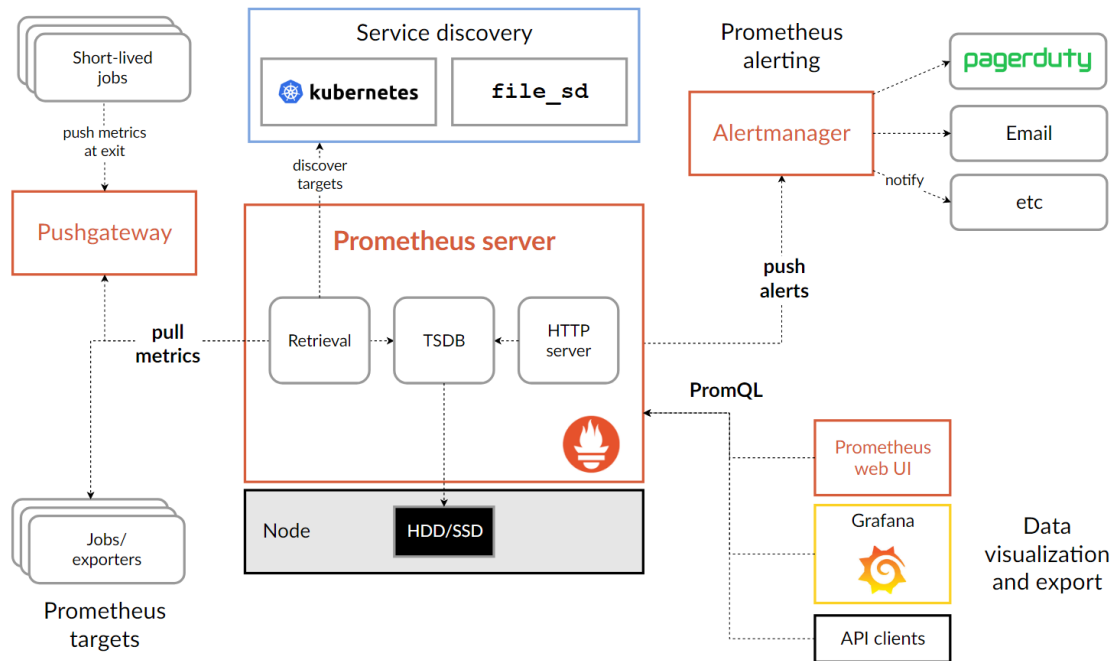 Short-lived
jobs
push metrics
at exit
Pushgateway
Service discovery
kubernetes
file_sd
discover
targets
Prometheus
alerting
Alertmanager
pagerduty
Email
notify
etc
Prometheus server
Retrieval
TSDB
HTTP
server
pull
metrics
push
alerts
PromQL
Node
HDD/SSD
Jobs/
exporters
Prometheus
targets
Prometheus
web UI
Grafana
API clients
Data
visualization
and export